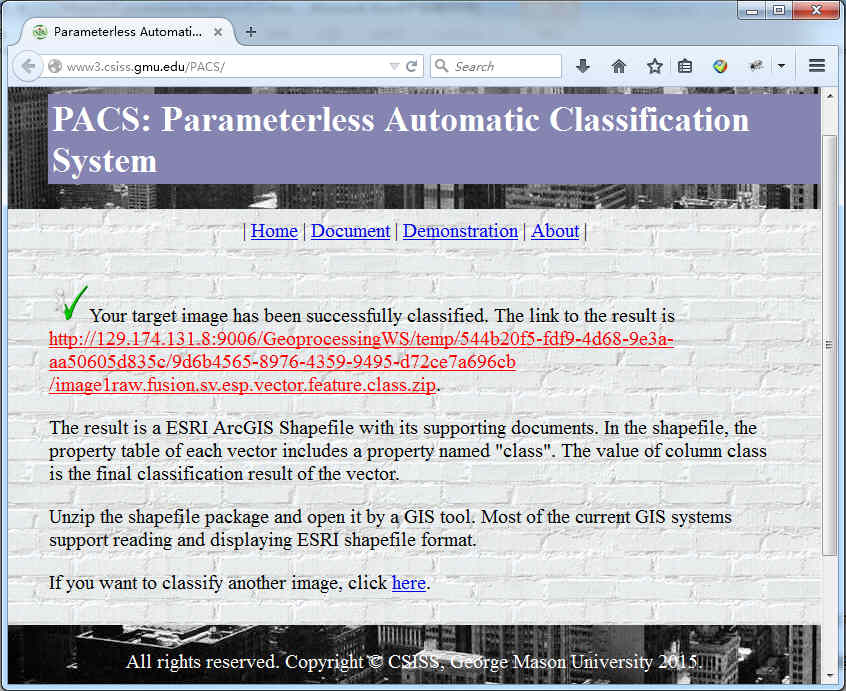 Parameterless Automati...
www3.csiss.gmu.edu/PACS/
Search
PACS: Parameterless Automatic Classification
System
| Home | Document | Demonstration | About |
Your target image has been successfully classified. The link to the result is
http://129.174.131.8:9006/GeoprocessingWS/temp/544b20f5-fdf9-4d68-9e3a-
aa50605d835c/9d6b4565-8976-4359-9495-d72ce7a696cb
/image1raw.fusion.sv.esp.vector.feature.class.zip.
The result is a ESRI ArcGIS Shapefile with its supporting documents. In the shapefile, the
property table of each vector includes a property named "class". The value of column class
is the final classification result of the vector.
Unzip the shapefile package and open it by a GIS tool. Most of the current GIS systems
support reading and displaying ESRI shapefile format.
If you want to classify another image, click here.
All rights reserved. Copyright © CSISS, George Mason University 2015.